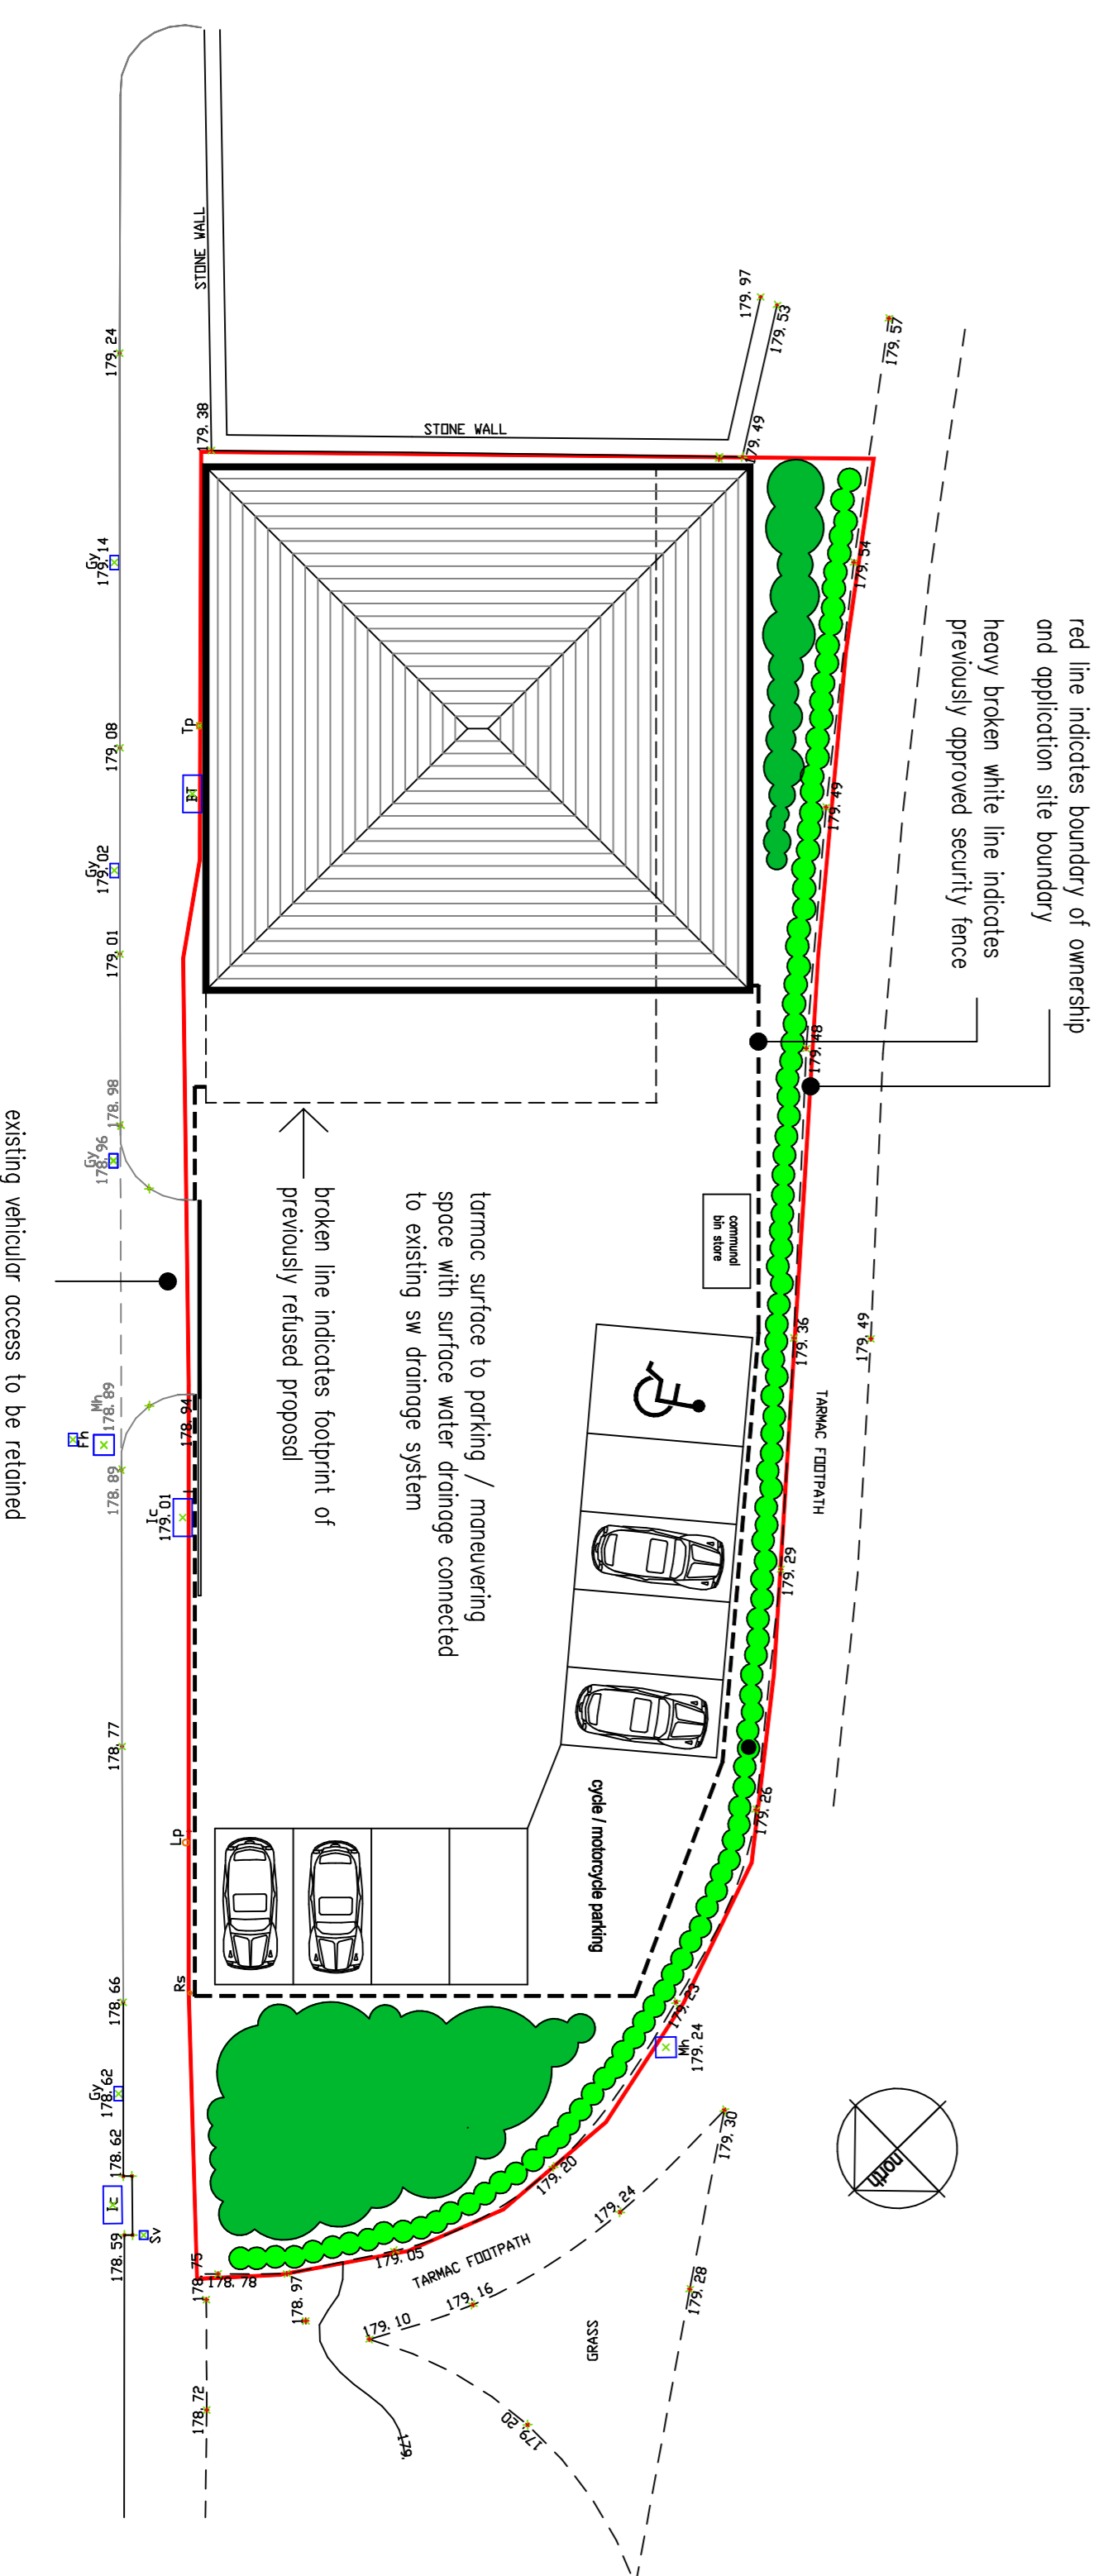 red line indicates boundary of ownership
and application site boundary
heavy broken white line indicates
previously approved security fence
STONE WALL
STONE WALL
179.97
179.53
179.57
179.49
179.38
179.24
179.54
Gy
179.14
Tp
179.08
BT
179.49
Gy
179.02
179.01
179.48
178.98
Gy
178.96
communal
bin store
broken line indicates footprint of
previously refused proposal
tarmac surface to parking / maneuvering
space with surface water drainage connected
to existing sw drainage system
179.36
179.49
TARMAC FOOTPATH
existing vehicular access to be retained
Mh
178.89
Fh
178.94
178.89
Ic
179.01
179.29
178.77
179.26
cycle / motorcycle parking
Lp
Rs
178.66
179.23
Mh
179.24
north
Gy
178.62
178.62
Ic
Sv
178.59
179.30
179.20
179.24
179.05
TARMAC FOOTPATH
178.75
178.78
178.97
179.16
179.10
179.28
GRASS
178.72
179.
179.20